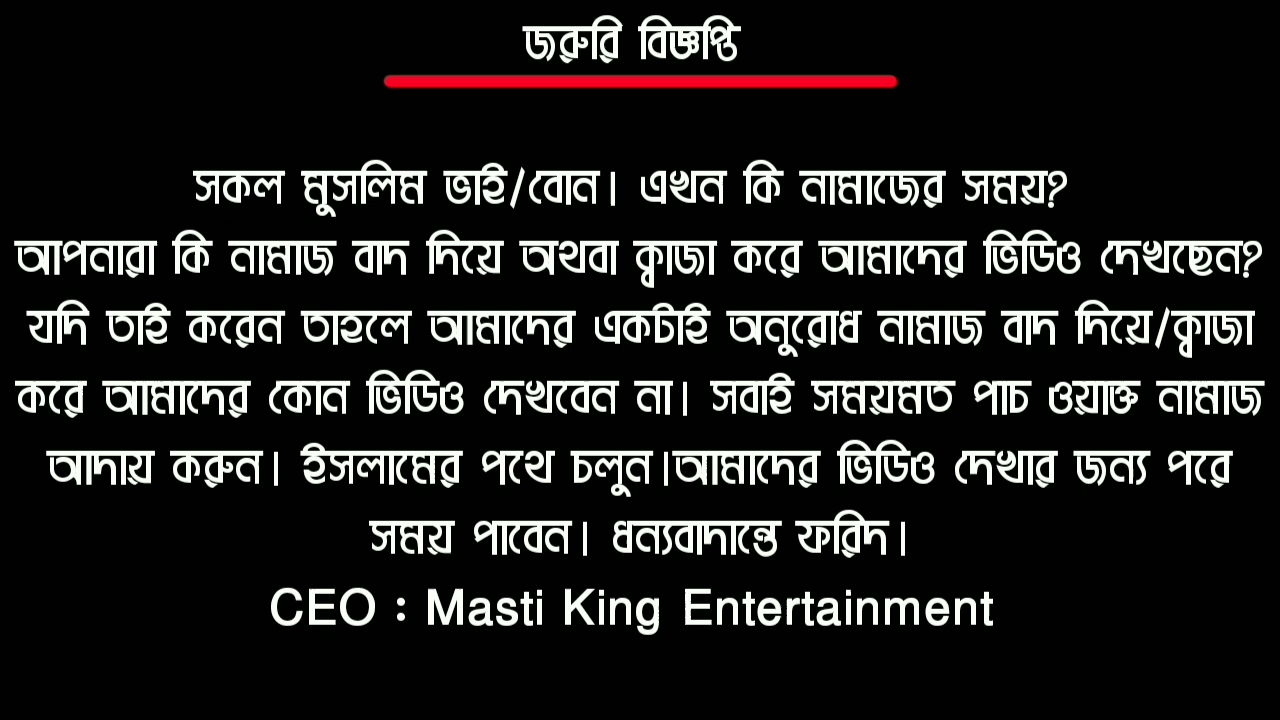 জরুরি বিজ্ঞপ্তি
সকল মুসলিম ভাই/বোন। এখন কি নামাজের সময়?
আপনারা কি নামাজ বাদ দিয়ে অথবা ক্বাজা করে আমাদের ভিডিও দেখছেন?
যদি তাই করেন তাহলে আমাদের একটাই অনুরোধ নামাজ বাদ দিয়ে/ক্বাজা
করে আমাদের কোন ভিডিও দেখবেন না। সবাই সময়মত পাচ ওয়াক্ত নামাজ
আদায় করুন। ইসলামের পথে চলুন।আমাদের ভিডিও দেখার জন্য পরে
সময় পাবেন। ধন্যবাদান্তে ফরিদ।
CEO : Masti King Entertainment